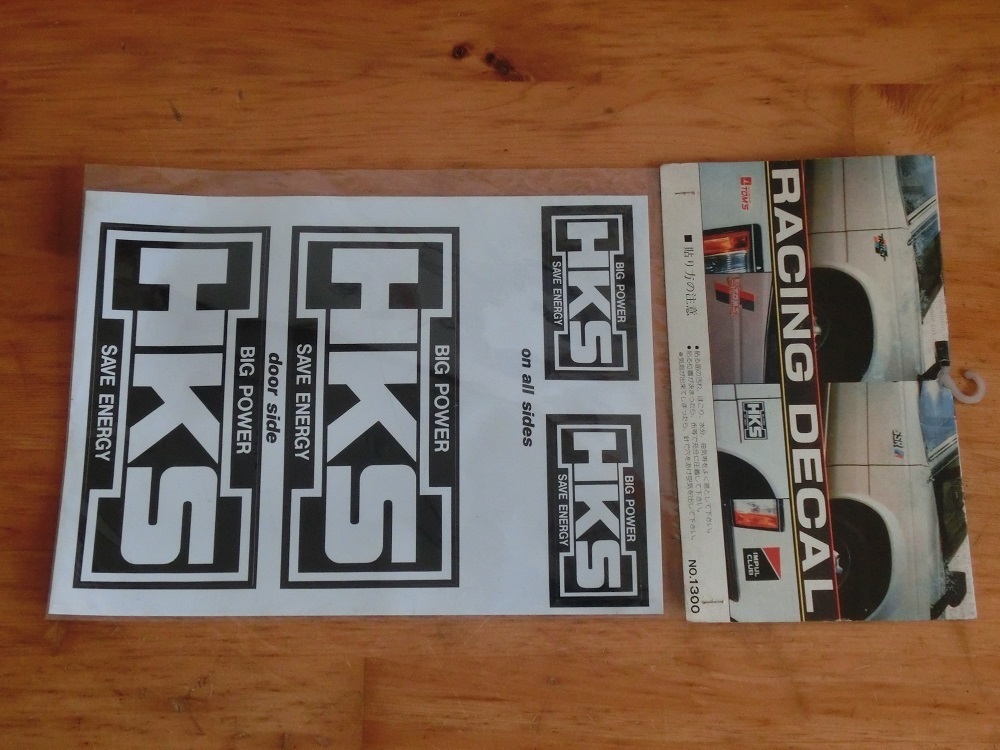 RACING DECAL
TOM'S
HKS
IMPUL
CLUB
■貼り方の注意
NO.1300
BIG POWER
HKS
SAVE ENERGY
BIG POWER
HKS
SAVE ENERGY
on all sides
BIG POWER
HKS
SAVE ENERGY
door side
BIG POWER
HKS
SAVE ENERGY